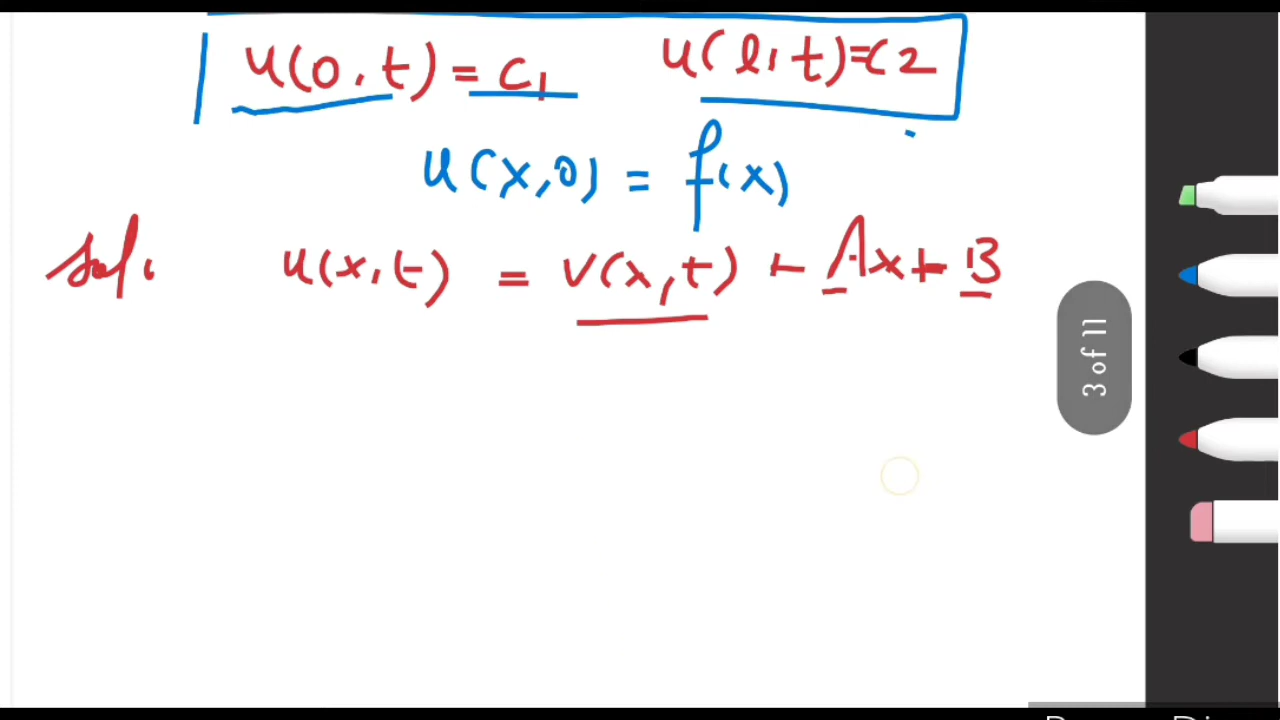 u(0,t) = c1 u(l,t)=c2
u(x,0) = f(x)
Sol: u(x,t) = v(x,t) + Ax+B
3 of 11